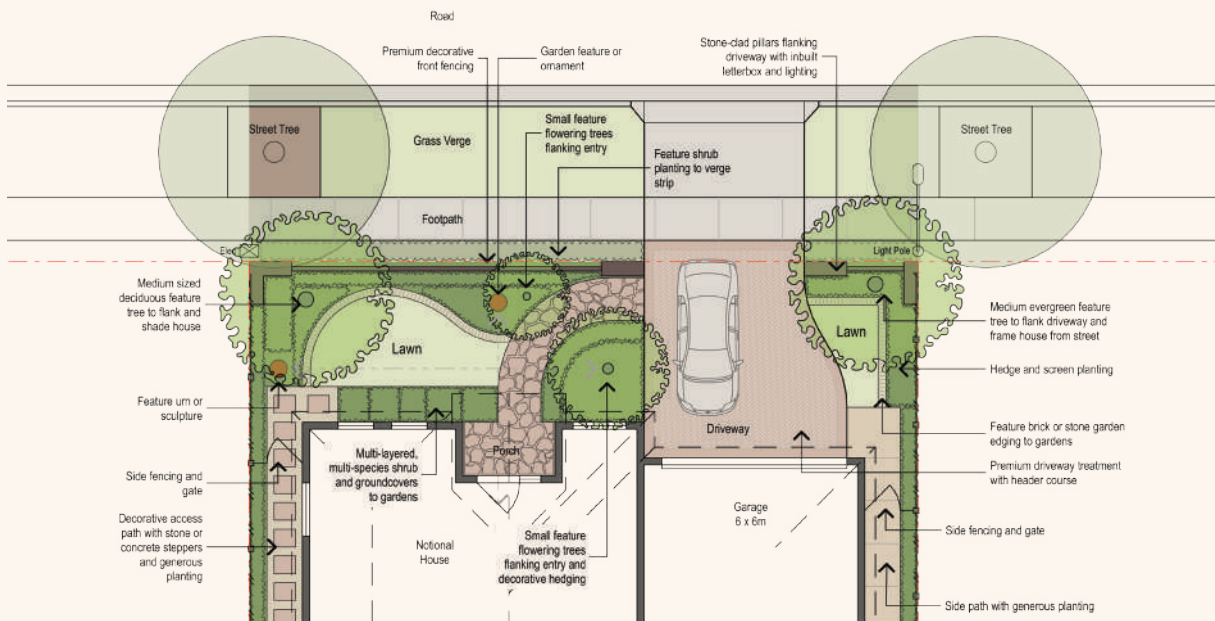 Road
Premium decorative
front fencing
Garden feature or
ornament
Stone-clad pillars flanking
driveway with inbuilt
letterbox and lighting
Street Tree
Grass Verge
Small feature
flowering trees
flanking entry
Feature shrub
planting to verge
strip
Street Tree
Footpath
Elec
Light Pole
Medium sized
deciduous feature
tree to flank and
shade house
Lawn
Lawn
Medium evergreen feature
tree to flank driveway and
frame house from street
Hedge and screen planting
Feature urn or
sculpture
Driveway
Feature brick or stone garden
edging to gardens
Porch
Multi-layered,
multi-species shrub
and groundcovers
to gardens
Premium driveway treatment
with header course
Side fencing and
gate
Garage
6 x 6m
Decorative access
path with stone or
concrete steppers
and generous
planting
Notional
House
Small feature
flowering trees
flanking entry and
decorative hedging
Side fencing and gate
Side path with generous planting